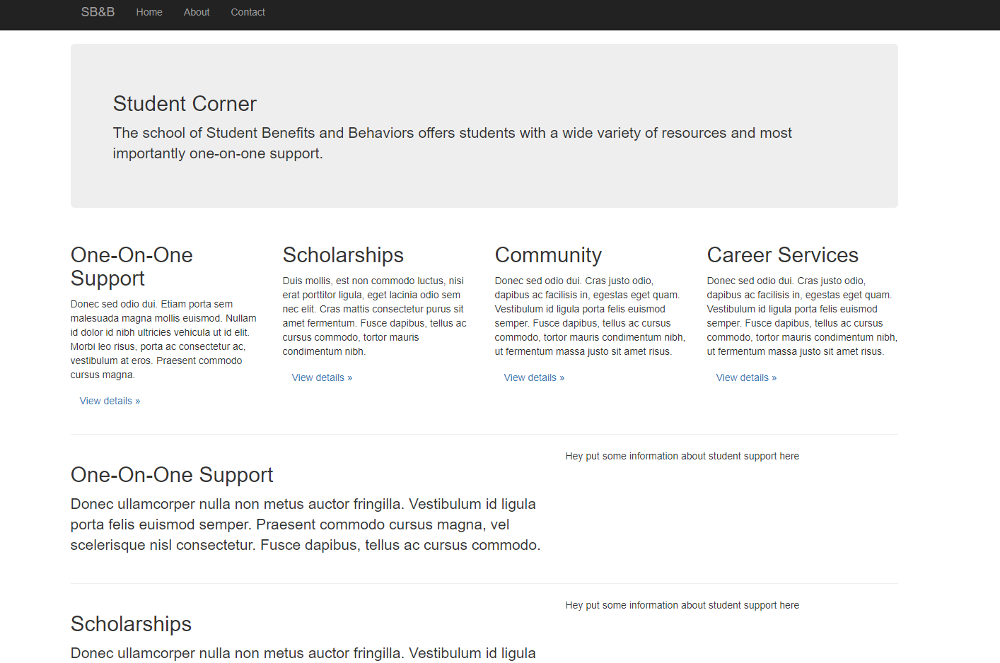 SB&B Home About Contact
Student Corner
The school of Student Benefits and Behaviors offers students with a wide variety of resources and most
importantly one-on-one support.
One-On-One
Support
Donec sed odio dui. Etiam porta sem
malesuada magna mollis euismod. Nullam
id dolor id nibh ultricies vehicula ut id elit.
Morbi leo risus, porta ac consectetur ac,
vestibulum at eros. Praesent commodo
cursus magna.
View details »
Scholarships
Duis mollis, est non commodo luctus, nisi
erat porttitor ligula, eget lacinia odio sem
nec elit. Cras mattis consectetur purus sit
amet fermentum. Fusce dapibus, tellus ac
cursus commodo, tortor mauris
condimentum nibh.
View details »
Community
Donec sed odio dui. Cras justo odio,
dapibus ac facilisis in, egestas eget quam.
Vestibulum id ligula porta felis euismod
semper. Fusce dapibus, tellus ac cursus
commodo, tortor mauris condimentum nibh,
ut fermentum massa justo sit amet risus.
View details »
Career Services
Donec sed odio dui. Cras justo odio,
dapibus ac facilisis in, egestas eget quam.
Vestibulum id ligula porta felis euismod
semper. Fusce dapibus, tellus ac cursus
commodo, tortor mauris condimentum nibh,
ut fermentum massa justo sit amet risus.
View details »
One-On-One Support
Donec ullamcorper nulla non metus auctor fringilla. Vestibulum id ligula
porta felis euismod semper. Praesent commodo cursus magna, vel
scelerisque nisl consectetur. Fusce dapibus, tellus ac cursus commodo.
Hey put some information about student support here
Scholarships
Donec ullamcorper nulla non metus auctor fringilla. Vestibulum id ligula
Hey put some information about student support here